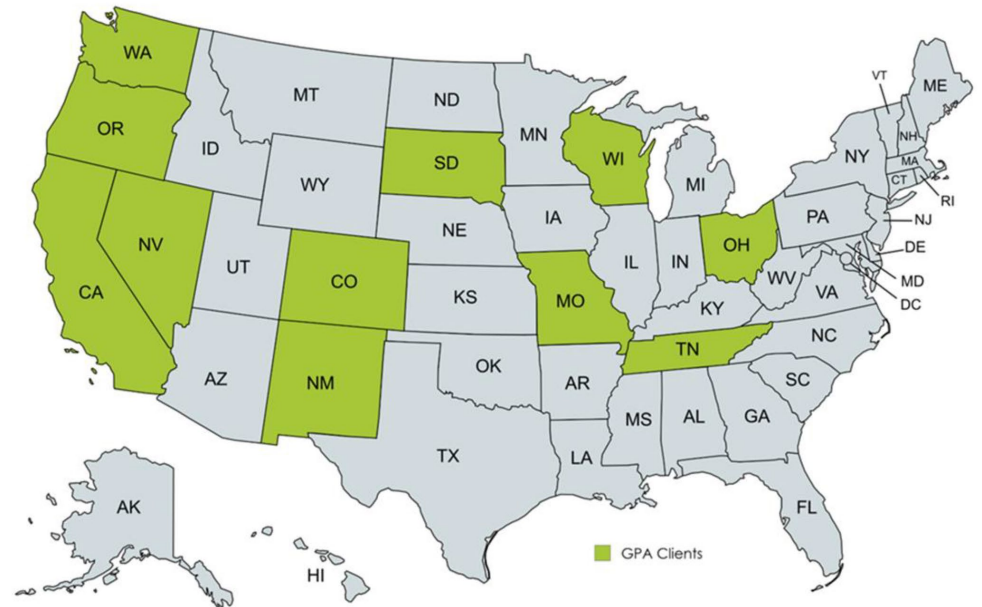 WA
OR
CA
NV
ID
MT
WY
UT
CO
AZ
NM
ND
SD
NE
KS
OK
TX
MN
IA
MO
AR
LA
WI
IL
MI
IN
OH
KY
TN
MS
AL
GA
FL
SC
NC
VA
WV
PA
NY
VT
NH
ME
MA
CT
RI
NJ
DE
MD
DC
AK
HI
GPA Clients